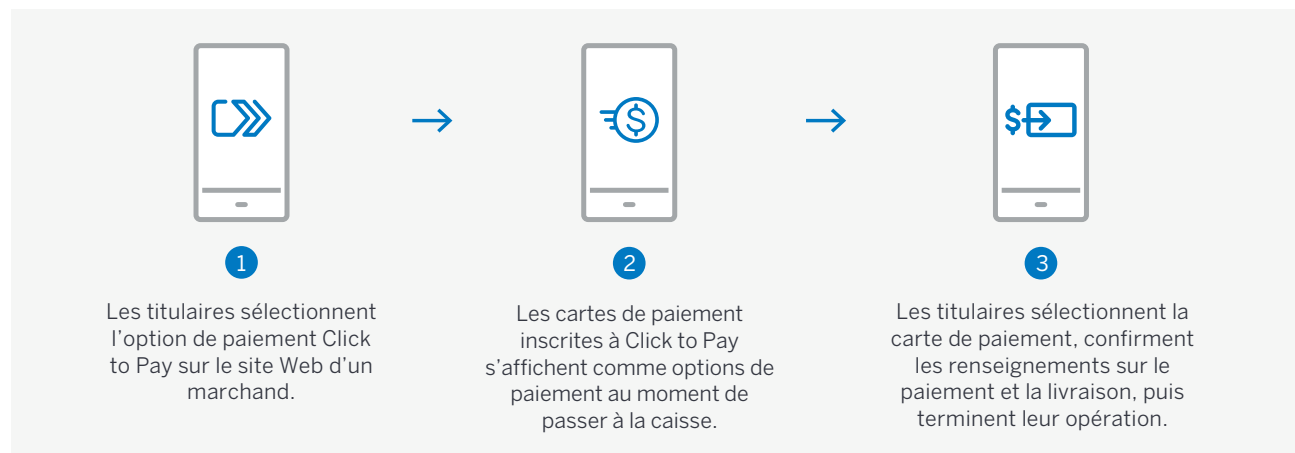 1
Les titulaires sélectionnent
l’option de paiement Click
to Pay sur le site Web d’un
marchand.
2
Les cartes de paiement
inscrites à Click to Pay
s’affichent comme options de
paiement au moment de
passer à la caisse.
3
Les titulaires sélectionnent la
carte de paiement, confirment
les renseignements sur le
paiement et la livraison, puis
terminent leur opération.